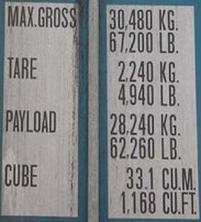 MAX.GROSS 30,480 KG.
67,200 LB.
TARE 2,240 KG.
4,940 LB.
PAYLOAD 28,240 KG.
62,260 LB.
CUBE 33.1 CU.M.
1,168 CU.FT.